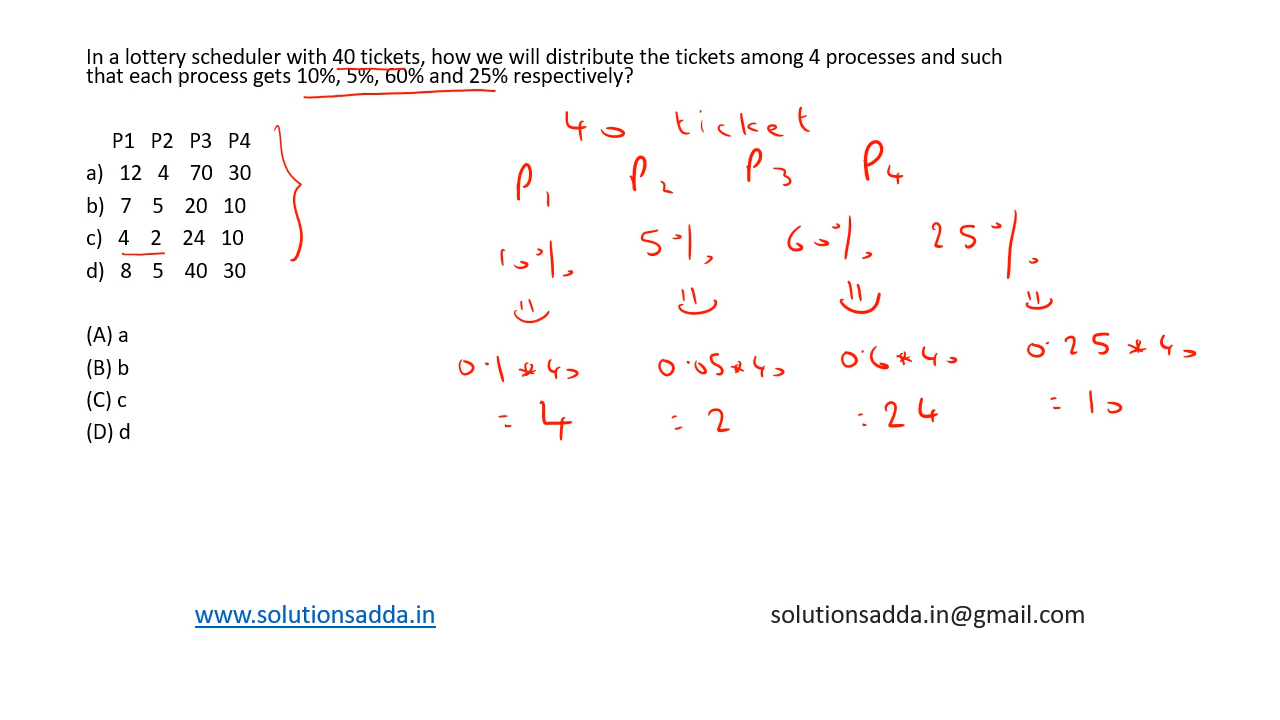 In a lottery scheduler with 40 tickets, how we will distribute the tickets among 4 processes and such
that each process gets 10%, 5%, 60% and 25% respectively?
P1 P2 P3 P4
a) 12 4 70 30
b) 7 5 20 10
c) 4 2 24 10
d) 8 5 40 30
(A) a
(B) b
(C) c
(D) d
40 ticket
P1 P2 P3 P4
10% 5% 60% 25%
0.1*40 0.05*40 0.6*40 0.25*40
= 4 = 2 = 24 = 10
www.solutionsadda.in
solutionsadda.in@gmail.com